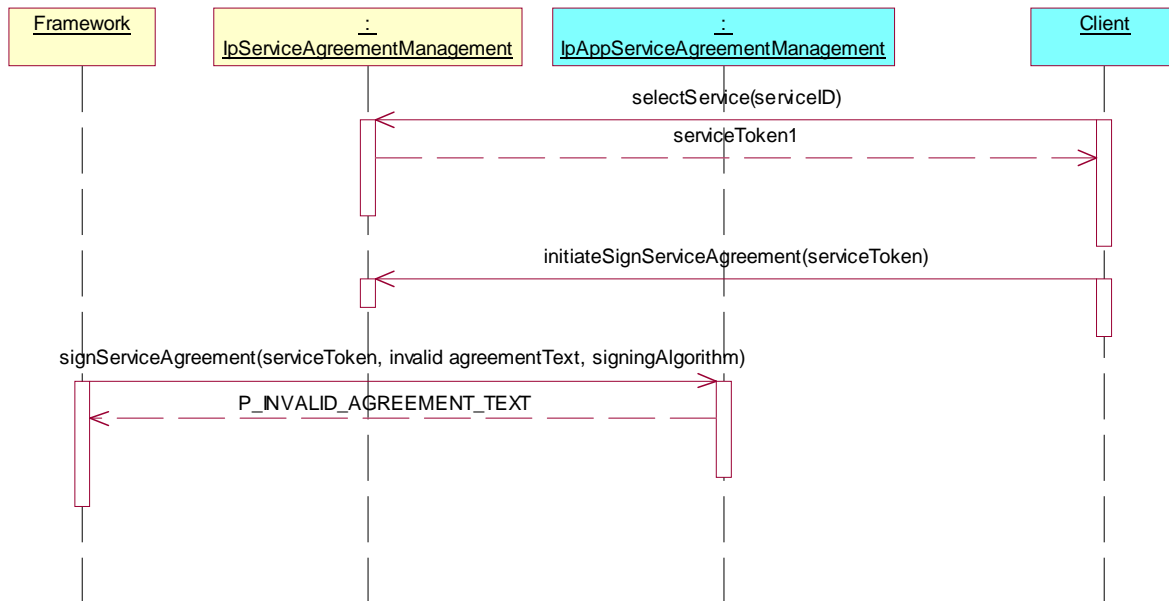 Framework
:
IpServiceAgreementManagement
:
IpAppServiceAgreementManagement
Client
selectService(serviceID)
serviceToken1
initiateSignServiceAgreement(serviceToken)
signServiceAgreement(serviceToken, invalid agreementText, signingAlgorithm)
P_INVALID_AGREEMENT_TEXT